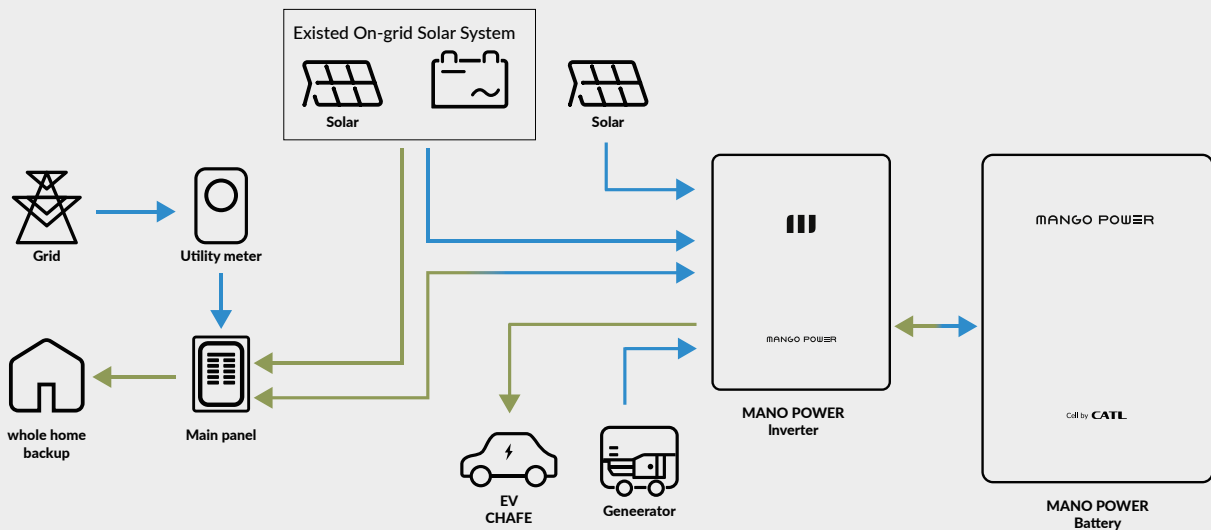 Existed On-grid Solar System
Solar
Solar
Grid
Utility meter
MANGO POWER
MANGO POWER
Cell by CATL
whole home
backup
Main panel
EV
CHAFE
Geneerator
MANO POWER
Inverter
MANO POWER
Battery